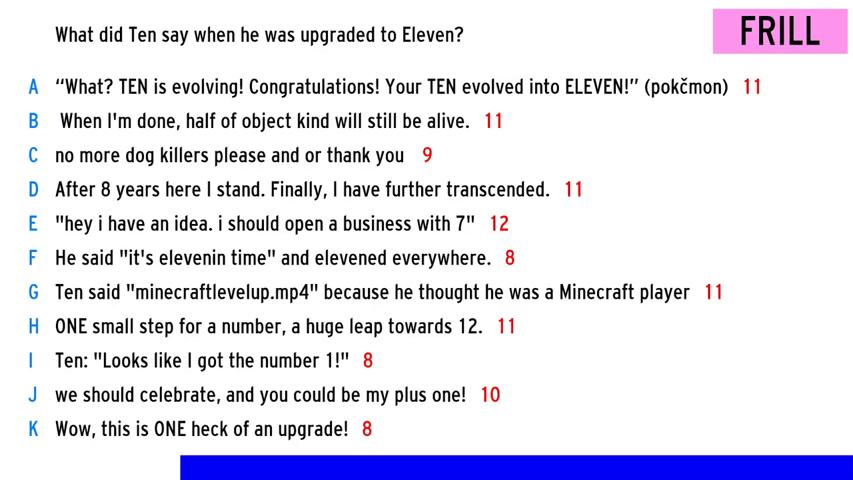 What did Ten say when he was upgraded to Eleven?
FRILL
A “What? TEN is evolving! Congratulations! Your TEN evolved into ELEVEN!” (pokčmon) 11
B When I'm done, half of object kind will still be alive. 11
C no more dog killers please and or thank you 9
D After 8 years here I stand. Finally, I have further transcended. 11
E "hey i have an idea. i should open a business with 7" 12
F He said "it's elevenin time" and elevened everywhere. 8
G Ten said "minecraftlevelup.mp4" because he thought he was a Minecraft player 11
H ONE small step for a number, a huge leap towards 12. 11
I Ten: "Looks like I got the number 1!" 8
J we should celebrate, and you could be my plus one! 10
K Wow, this is ONE heck of an upgrade! 8